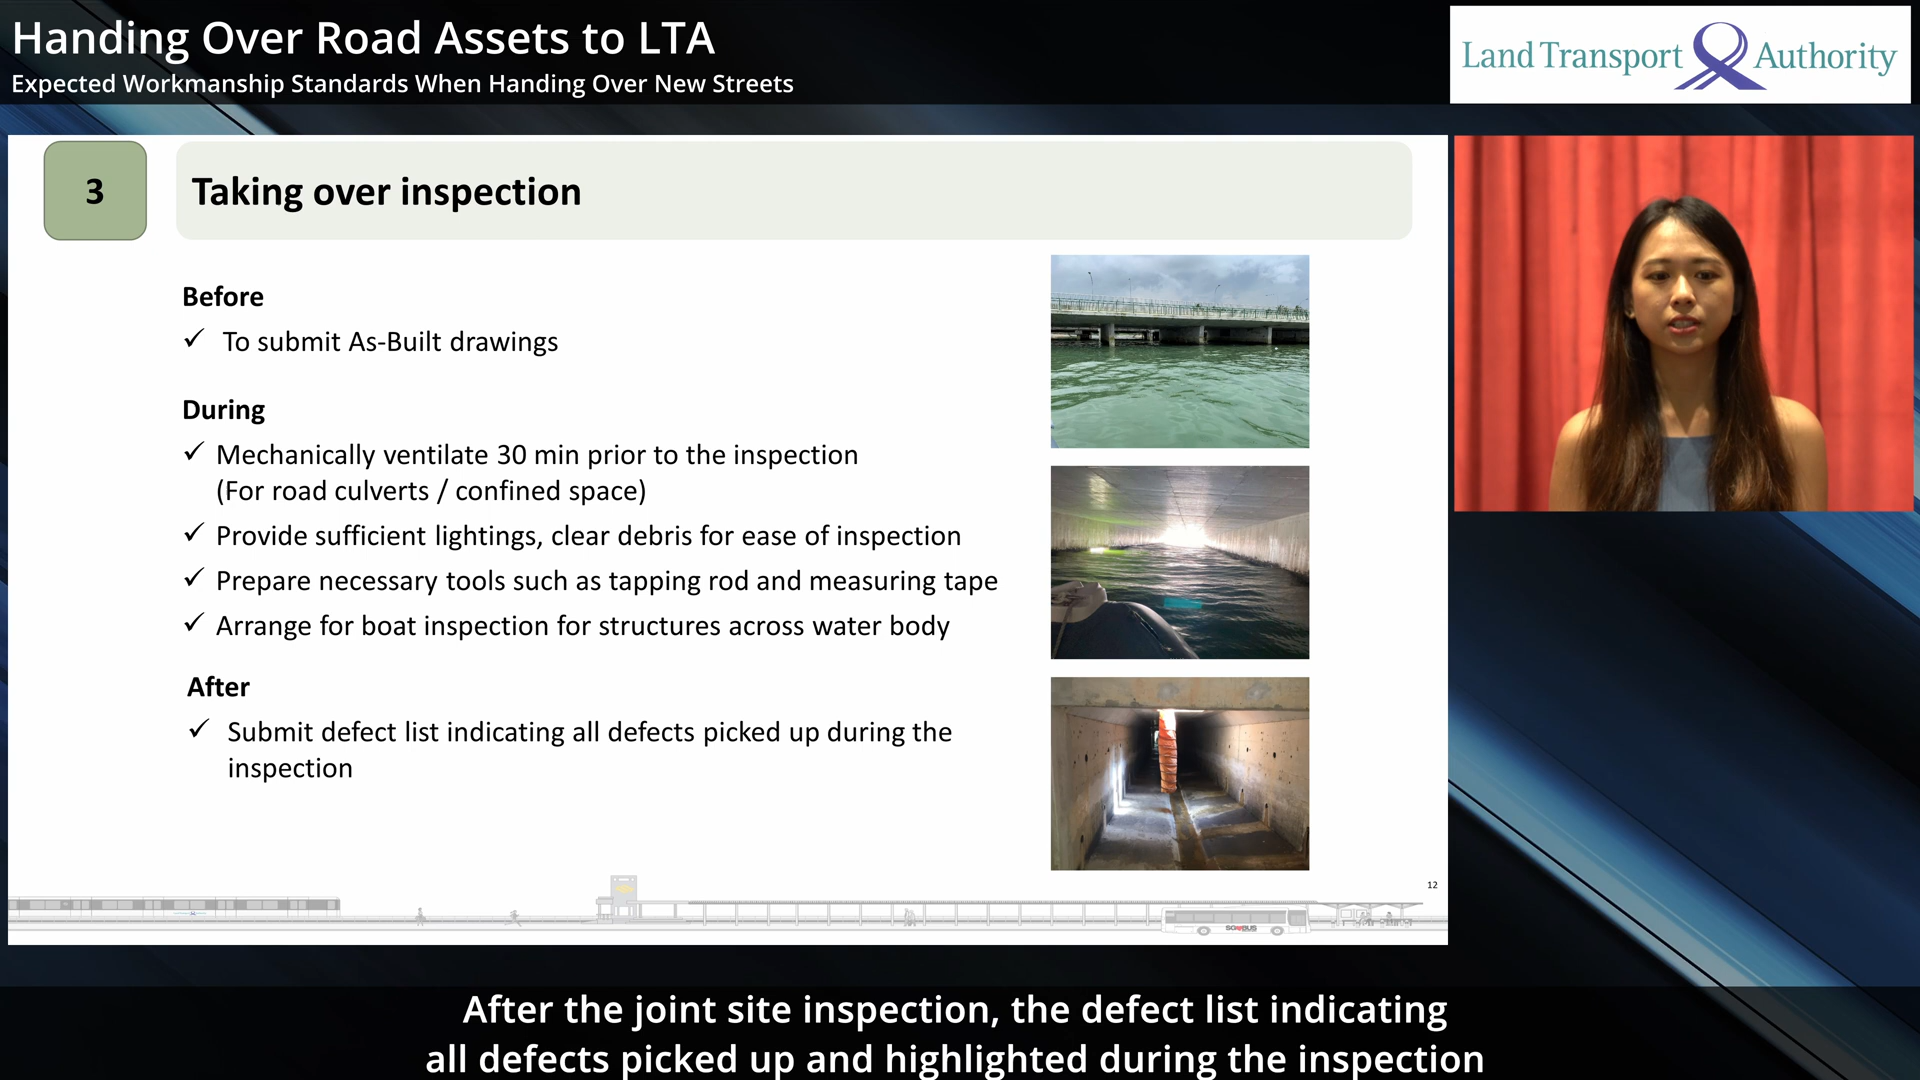 Handing Over Road Assets to LTA
Expected Workmanship Standards When Handing Over New Streets
Land Transport Authority
3
Taking over inspection
Before
✓ To submit As-Built drawings
During
✓ Mechanically ventilate 30 min prior to the inspection
(For road culverts / confined space)
✓ Provide sufficient lightings, clear debris for ease of inspection
✓ Prepare necessary tools such as tapping rod and measuring tape
✓ Arrange for boat inspection for structures across water body
After
✓ Submit defect list indicating all defects picked up during the
inspection
12
SG BUS
After the joint site inspection, the defect list indicating
all defects picked up and highlighted during the inspection